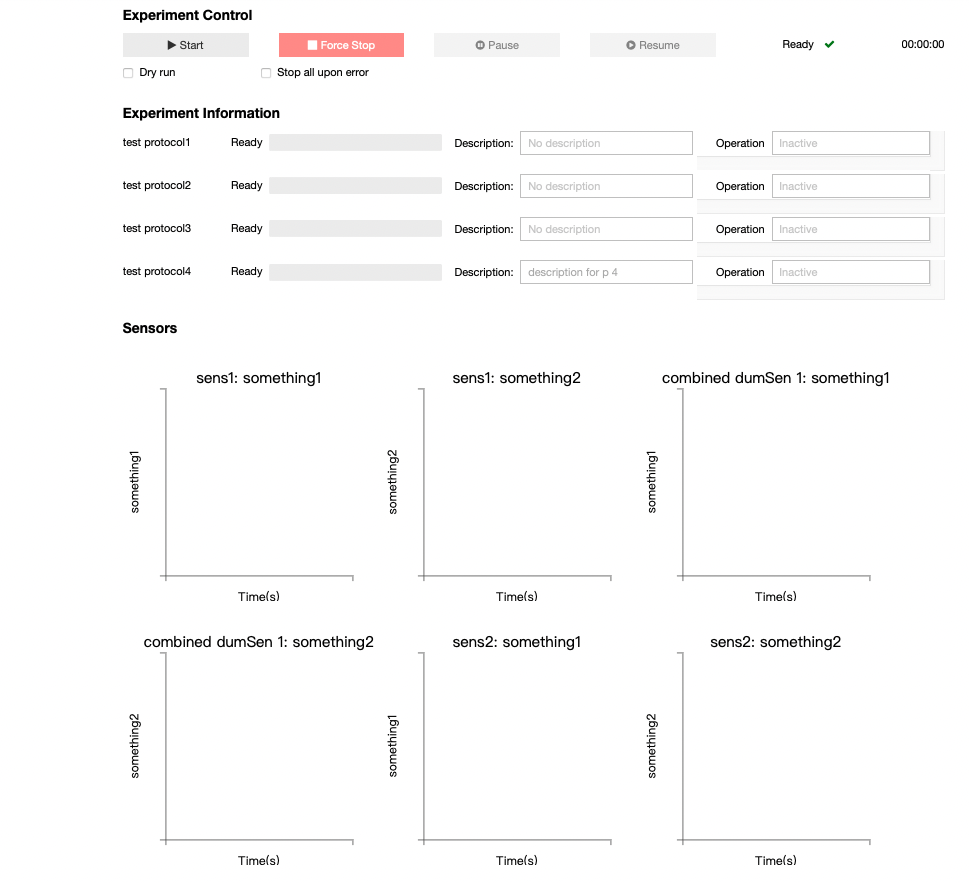 Experiment Control
Start Force Stop Pause Resume Ready 00:00:00
Dry run Stop all upon error
Experiment Information
test protocol1 Ready Description: No description Operation Inactive
test protocol2 Ready Description: No description Operation Inactive
test protocol3 Ready Description: No description Operation Inactive
test protocol4 Ready Description: description for p 4 Operation Inactive
Sensors
sens1: something1
something1
Time(s)
sens1: something2
something2
Time(s)
combined dumSen 1: something1
something1
Time(s)
combined dumSen 1: something2
something2
Time(s)
sens2: something1
something1
Time(s)
sens2: something2
something2
Time(s)